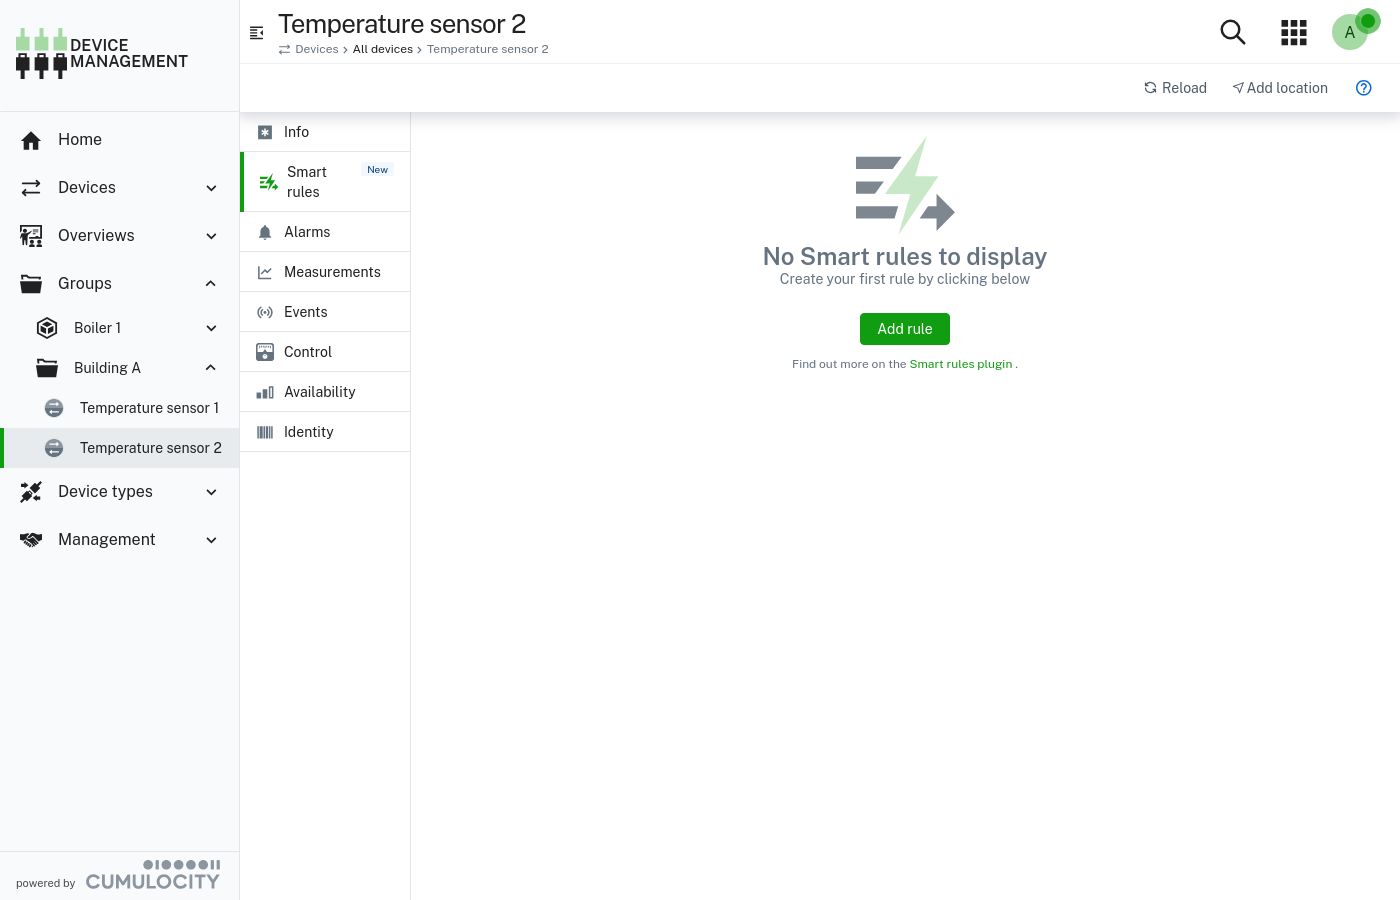 DEVICE
MANAGEMENT
Temperature sensor 2
Devices
All devices
Temperature sensor 2
A
Reload
Add location
Home
Devices
Overviews
Groups
Boiler 1
Building A
Temperature sensor 1
Temperature sensor 2
Device types
Management
powered by
CUMULOCITY
Info
Smart
rules
New
Alarms
Measurements
Events
Control
Availability
Identity
No Smart rules to display
Create your first rule by clicking below
Add rule
Find out more on the Smart rules plugin .